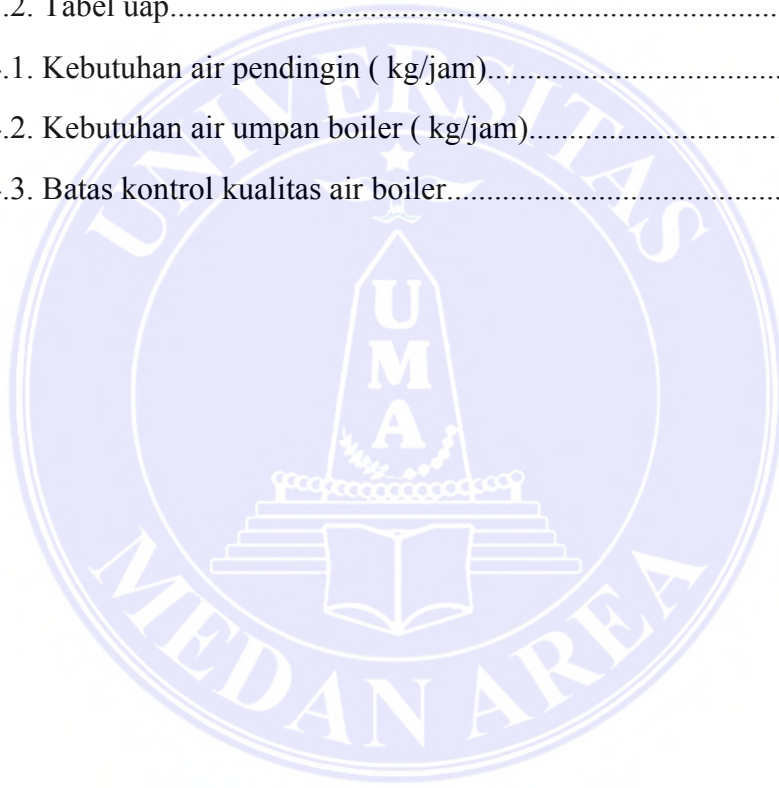 .2. Tabel uap..........................................................................
.1. Kebutuhan air pendingin ( kg/jam)....................................
.2. Kebutuhan air umpan boiler ( kg/jam)...............................
.3. Batas kontrol kualitas air boiler.........................................
UNIVERSITAS
U
M
A
MEDAN AREA